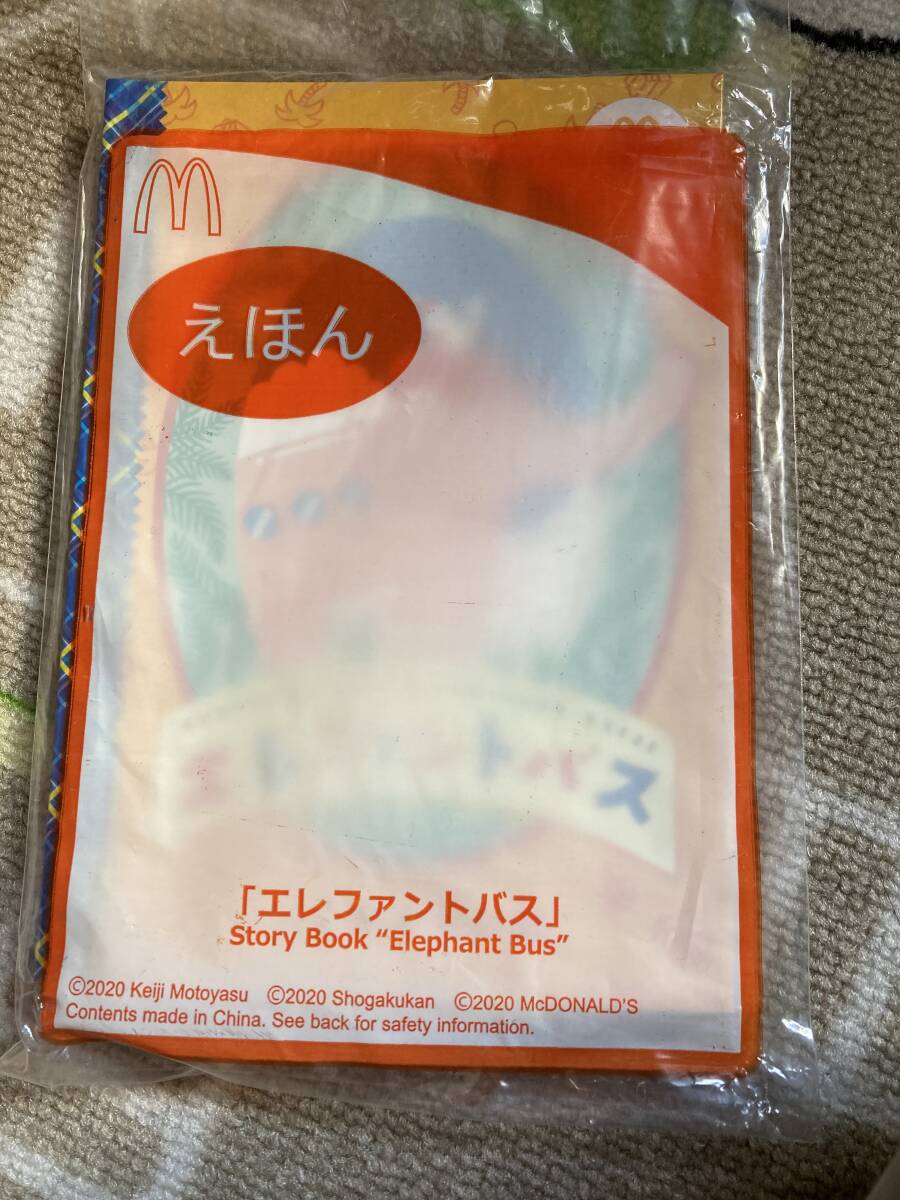 えほん
「エレファントバス」
Story Book “Elephant Bus”
©2020 Keiji Motoyasu ©2020 Shogakukan ©2020 McDONALD'S
Contents made in China. See back for safety information.